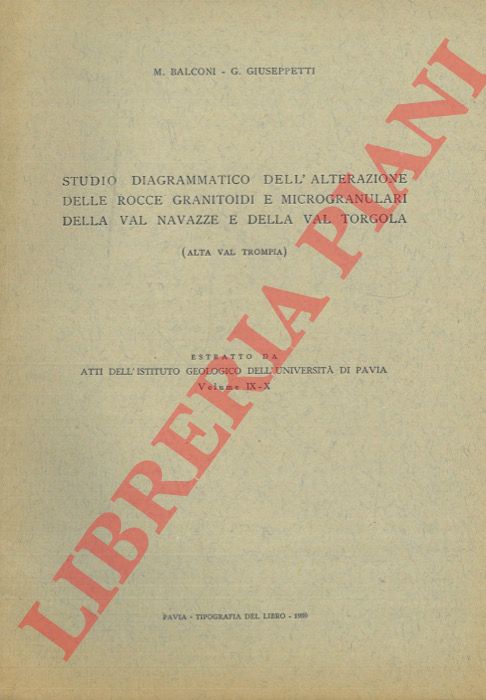 M. BALCONI - G. GIUSEPPETTI
STUDIO DIAGRAMMATICO DELL'ALTERAZIONE
DELLE ROCCE GRANITOIDI E MICROGRANULARI
DELLA VAL NAVAZZE E DELLA VAL TORGOLA
(ALTA VAL TROMPIA)
ESTRATTO DA
ATTI DELL'ISTITUTO GEOLOGICO DELL'UNIVERSITÀ DI PAVIA
Volume IX-X
PAVIA - TIPOGRAFIA DEL LIBRO -
LIBRERIA PIANI